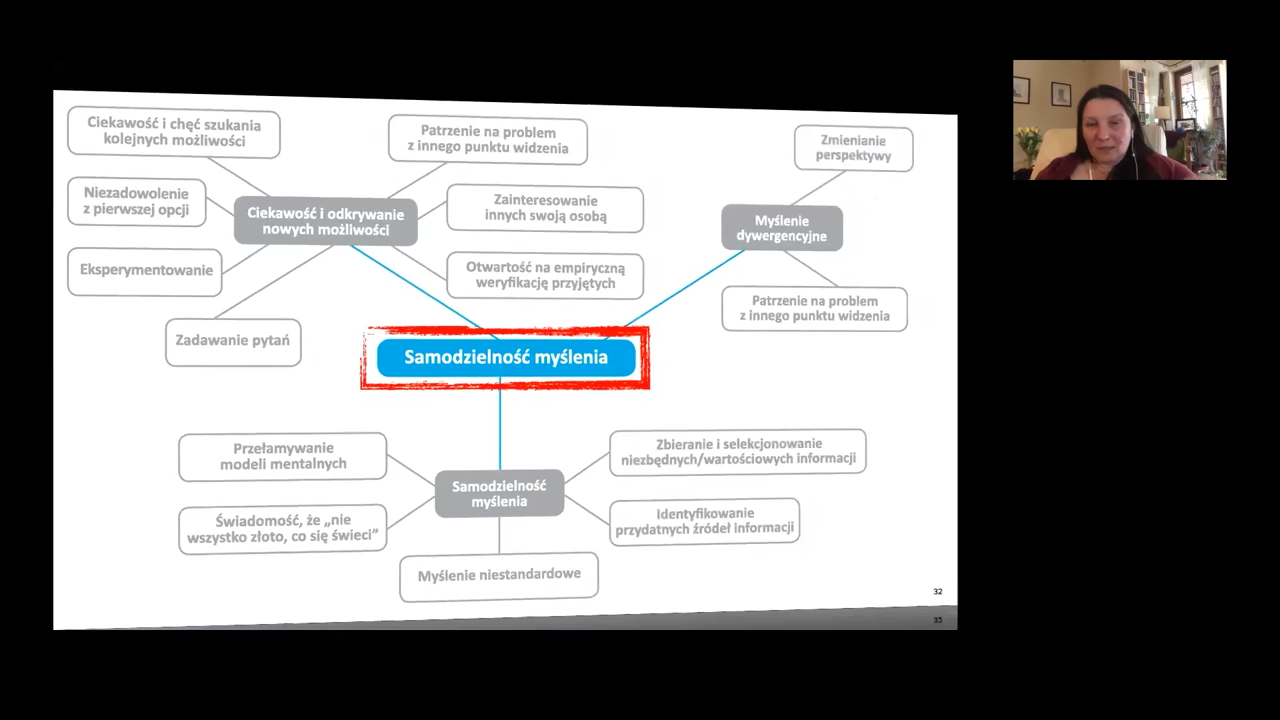 Ciekawość i chęć szukania
kolejnych możliwości
Patrzenie na problem
z innego punktu widzenia
Zmienianie
perspektywy
Niezadowolenie
z pierwszej opcji
Ciekawość i odkrywanie
nowych możliwości
Zainteresowanie
innych swoją osobą
Myślenie
dywergencyjne
Eksperymentowanie
Otwartość na empiryczną
weryfikację przyjętych
Patrzenie na problem
z innego punktu widzenia
Zadawanie pytań
Samodzielność myślenia
Przełamywanie
modeli mentalnych
Zbieranie i selekcjonowanie
niezbędnych/wartościowych informacji
Samodzielność
myślenia
Świadomość, że „nie
wszystko złoto, co się świeci”
Identyfikowanie
przydatnych źródeł informacji
Myślenie niestandardowe
32
35